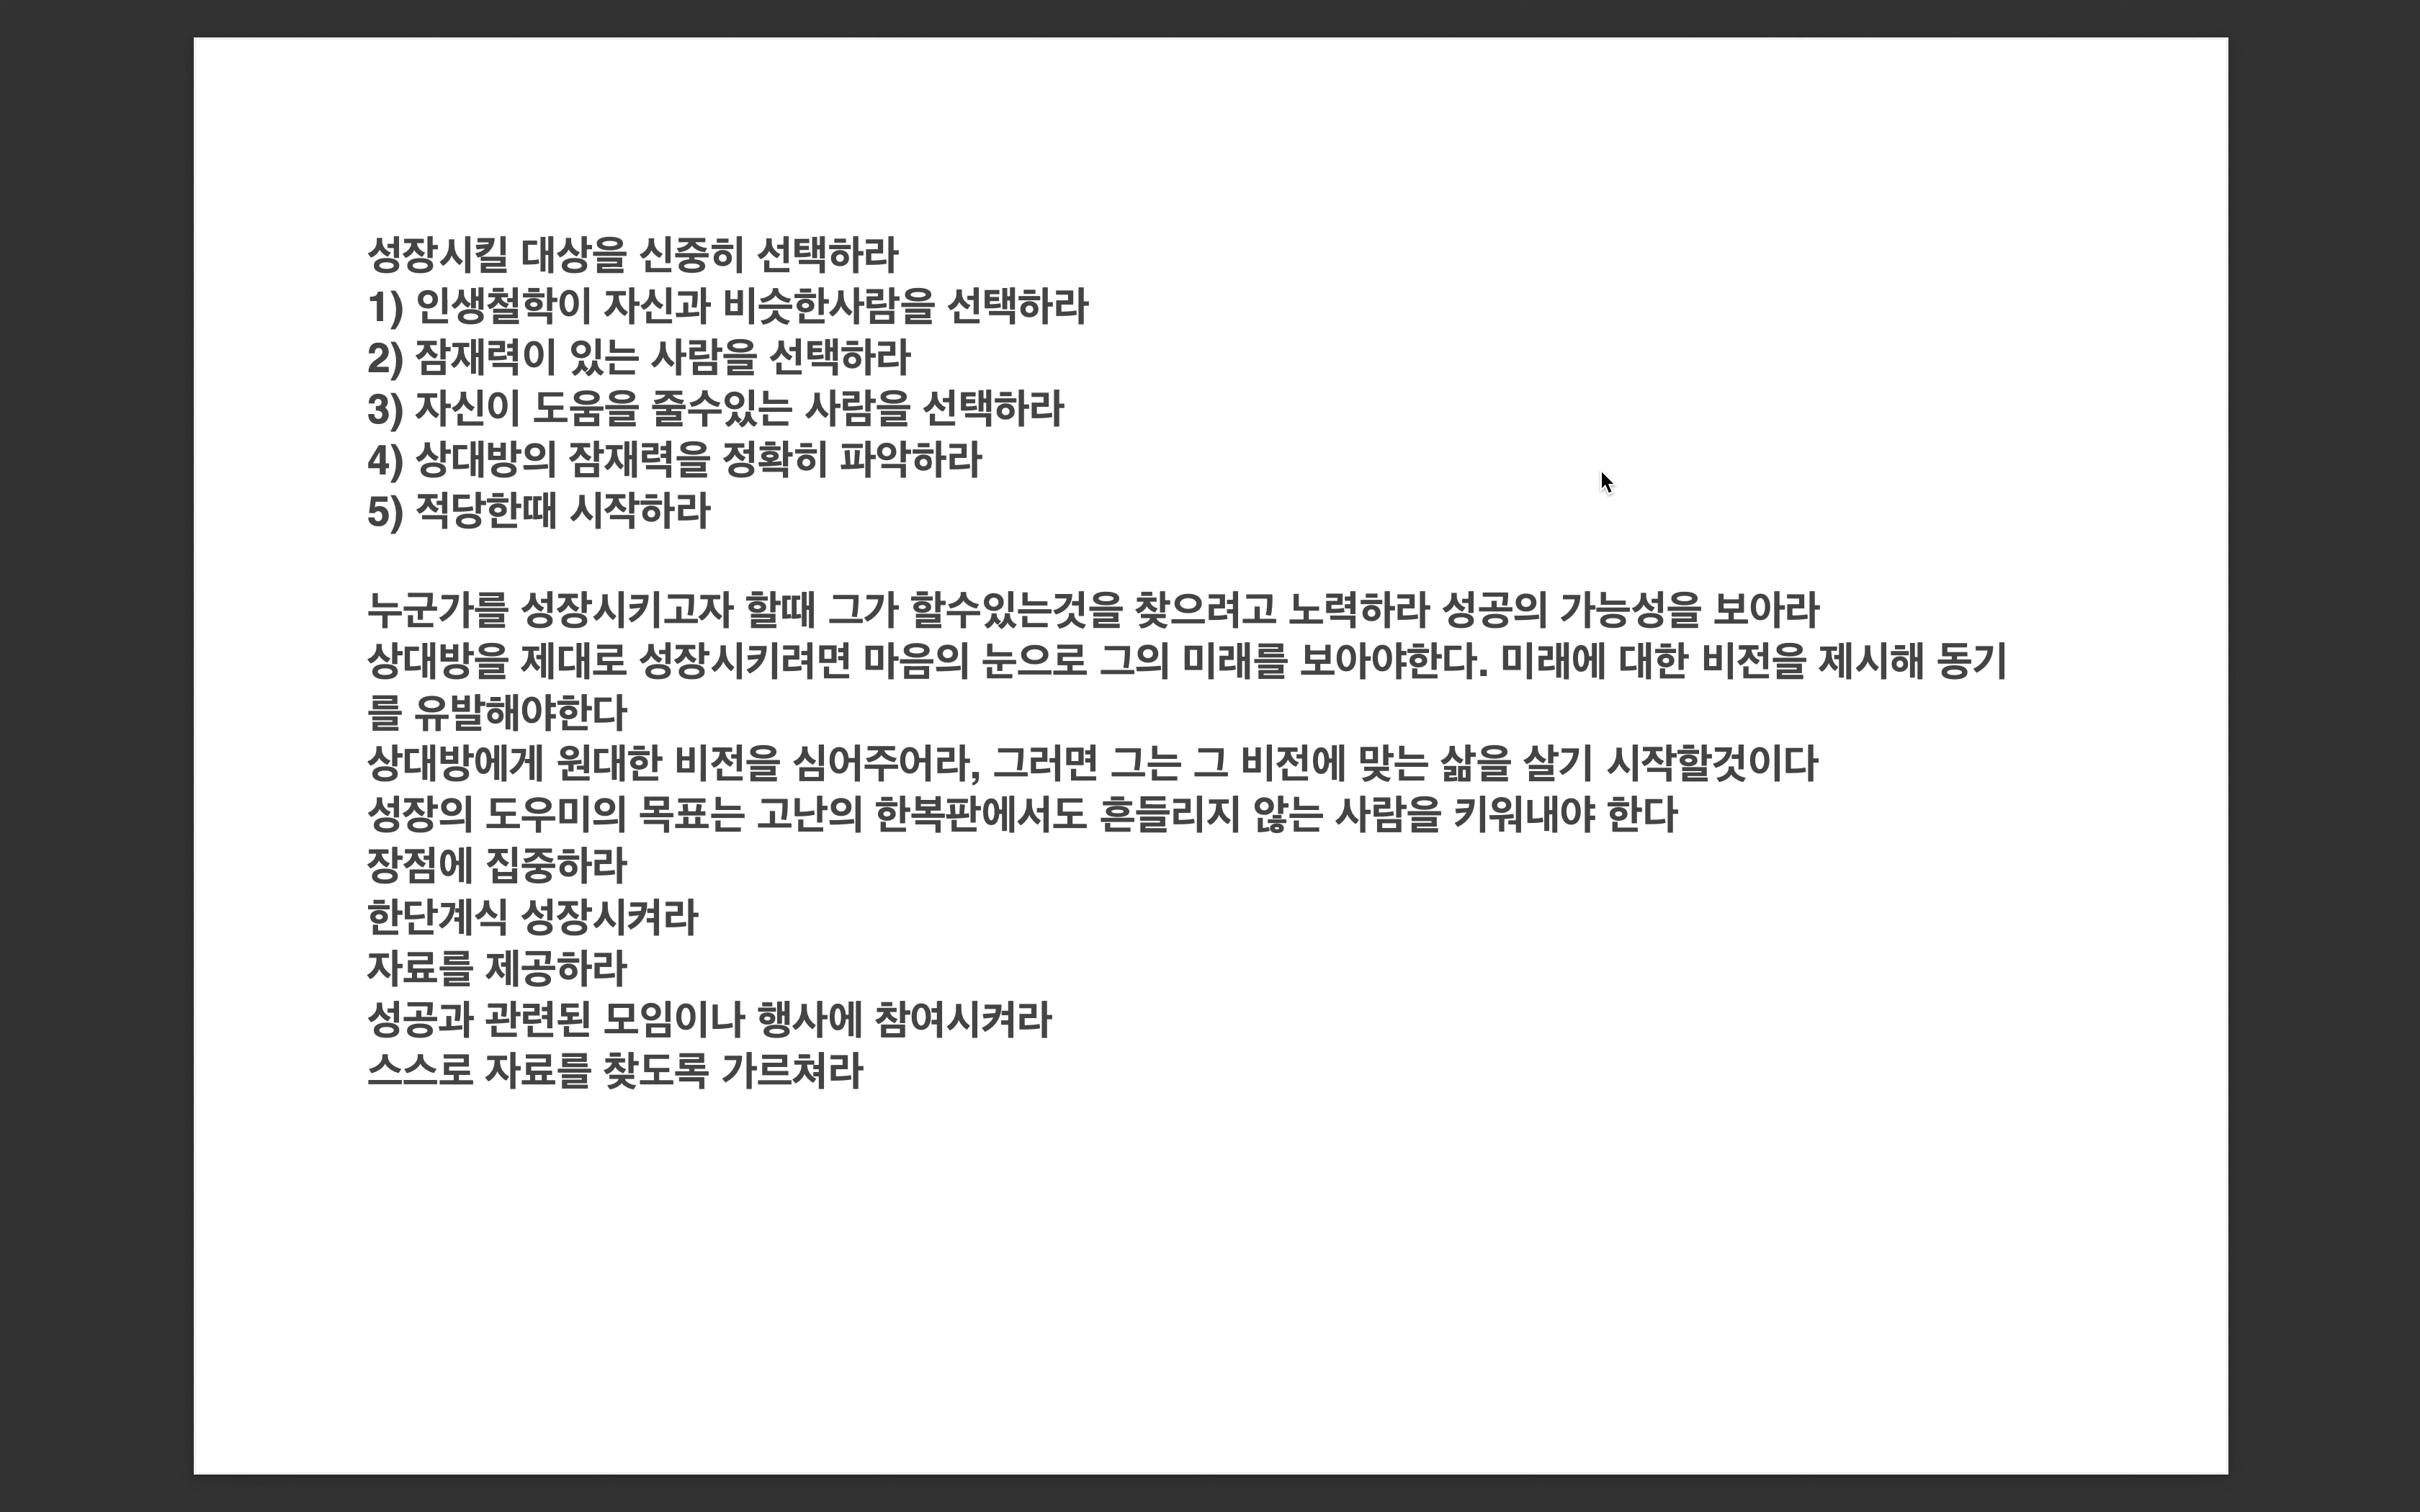 성장시킬 대상을 신중히 선택하라
1) 인생철학이 자신과 비슷한사람을 선택하라
2) 잠재력이 있는 사람을 선택하라
3) 자신이 도움을 줄수있는 사람을 선택하라
4) 상대방의 잠재력을 정확히 파악하라
5) 적당한때 시작하라
누군가를 성장시키고자 할때 그가 할수있는것을 찾으려고 노력하라 성공의 가능성을 보아라
상대방을 제대로 성장시키려면 마음의 눈으로 그의 미래를 보아야한다. 미래에 대한 비전을 제시해 동기
를 유발해야한다
상대방에게 원대한 비전을 심어주어라, 그러면 그는 그 비전에 맞는 삶을 살기 시작할것이다
성장의 도우미의 목표는 고난의 한복판에서도 흔들리지 않는 사람을 키워내야 한다
장점에 집중하라
한단계식 성장시켜라
자료를 제공하라
성공과 관련된 모임이나 행사에 참여시켜라
스스로 자료를 찾도록 가르쳐라